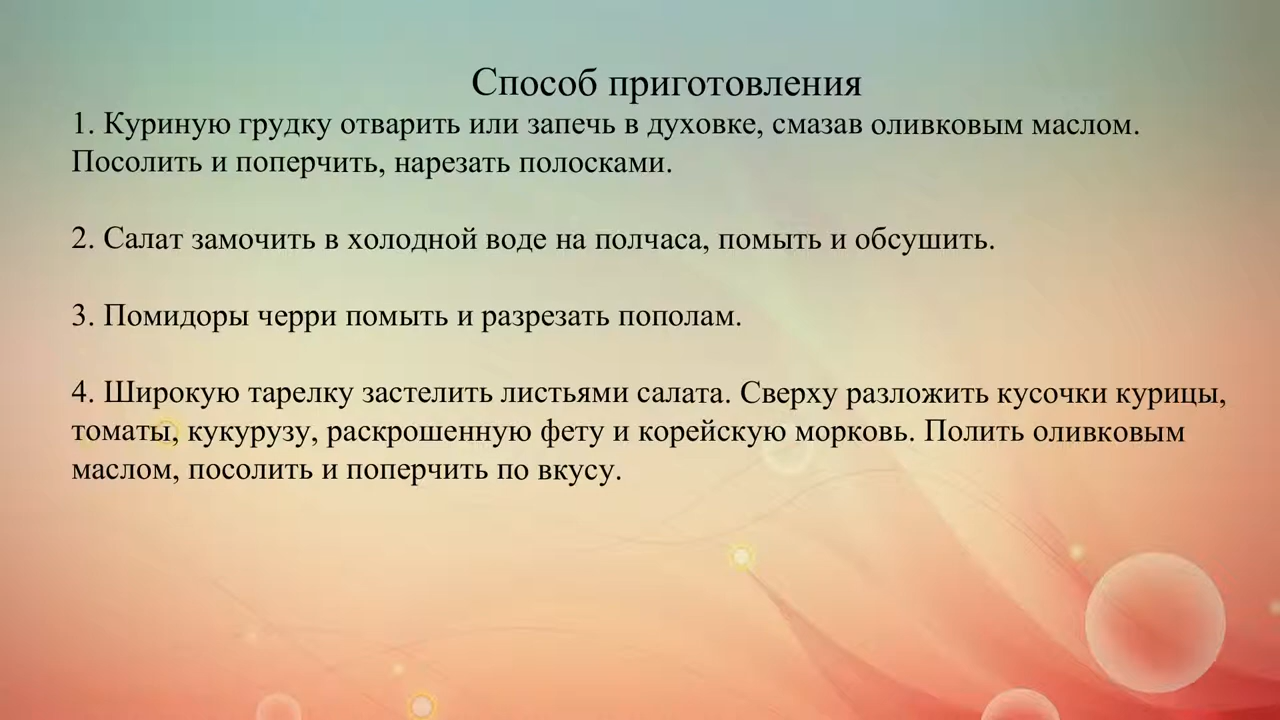 Способ приготовления
1. Куриную грудку отварить или запечь в духовке, смазав оливковым маслом.
Посолить и поперчить, нарезать полосками.
2. Салат замочить в холодной воде на полчаса, помыть и обсушить.
3. Помидоры черри помыть и разрезать пополам.
4. Широкую тарелку застелить листьями салата. Сверху разложить кусочки курицы,
томаты, кукурузу, раскрошенную фету и корейскую морковь. Полить оливковым
маслом, посолить и поперчить по вкусу.